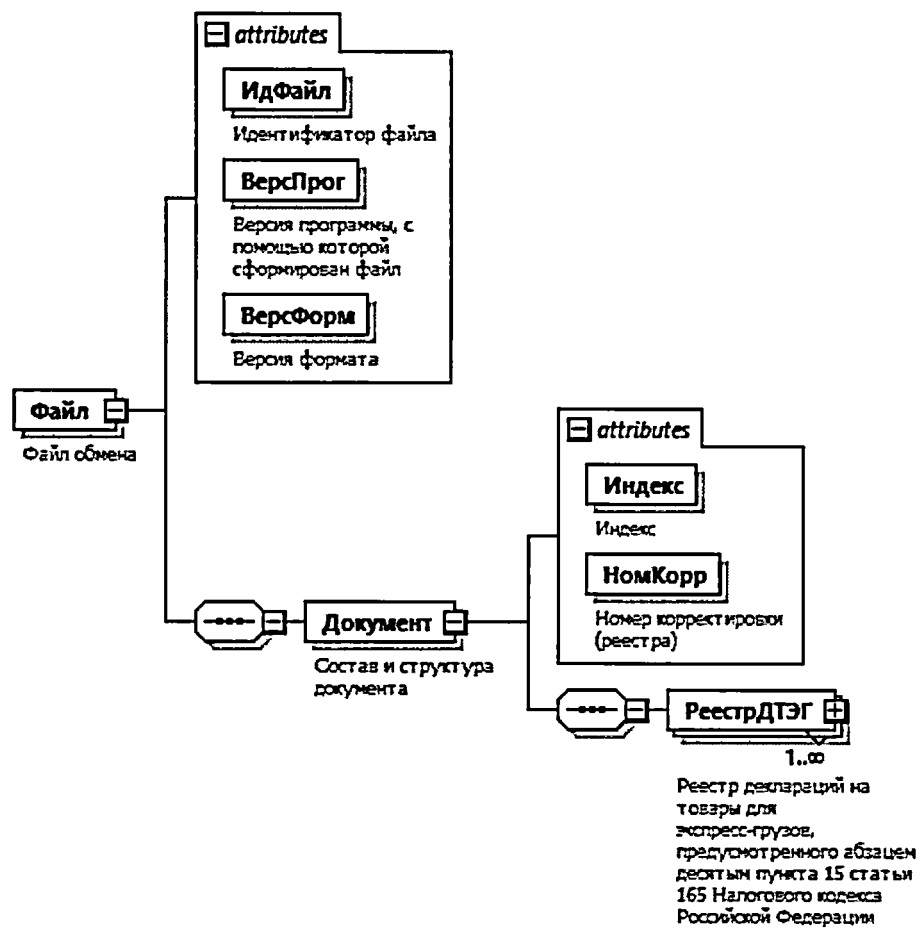 attributes
ИдФайл
Идентификатор файла
ВерсПрог
Версия программы, с
помощью которой
сформирован файл
ВерсФорм
Версия формата
Файл
Файл обмена
attributes
Индекс
Индекс
НомКорр
Номер корректировки
(реестра)
Документ
Состав и структура
документа
РеестрДТЭГ
1..∞
Реестр деклараций на
товары для
экспресс-грузов,
предусмотренного абзацем
десятым пункта 15 статьи
165 Налогового кодекса
Российской Федерации